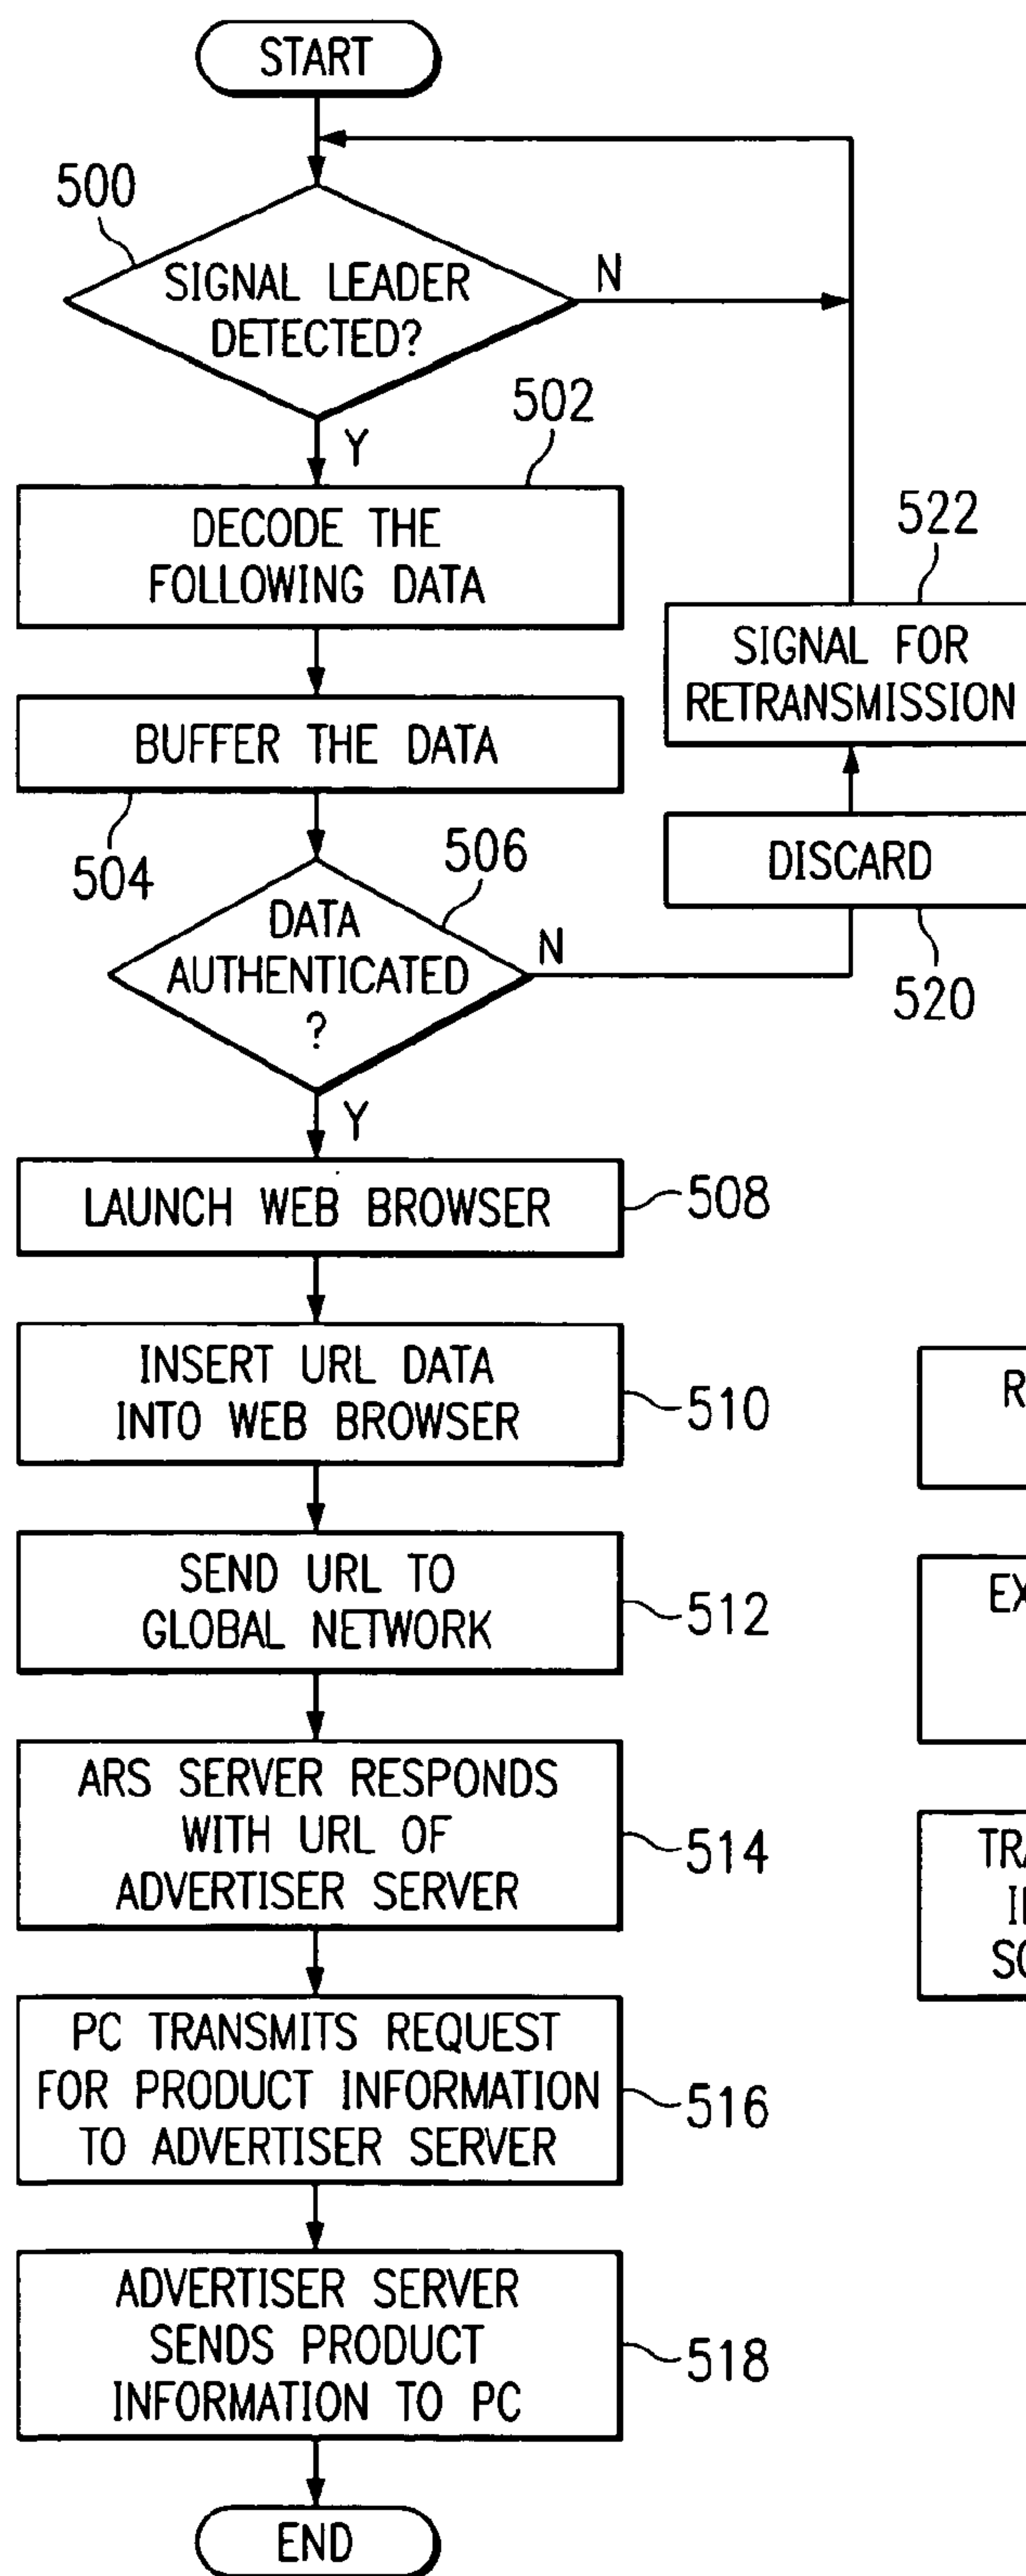 START
500
SIGNAL LEADER
DETECTED?
N
Y
502
DECODE THE
FOLLOWING DATA
BUFFER THE DATA
504
506
DATA
AUTHENTICATED
?
N
Y
522
SIGNAL FOR
RETRANSMISSION
DISCARD
520
LAUNCH WEB BROWSER
508
INSERT URL DATA
INTO WEB BROWSER
510
SEND URL TO
GLOBAL NETWORK
512
ARS SERVER RESPONDS
WITH URL OF
ADVERTISER SERVER
514
PC TRANSMITS REQUEST
FOR PRODUCT INFORMATION
TO ADVERTISER SERVER
516
ADVERTISER SERVER
SENDS PRODUCT
INFORMATION TO PC
518
END